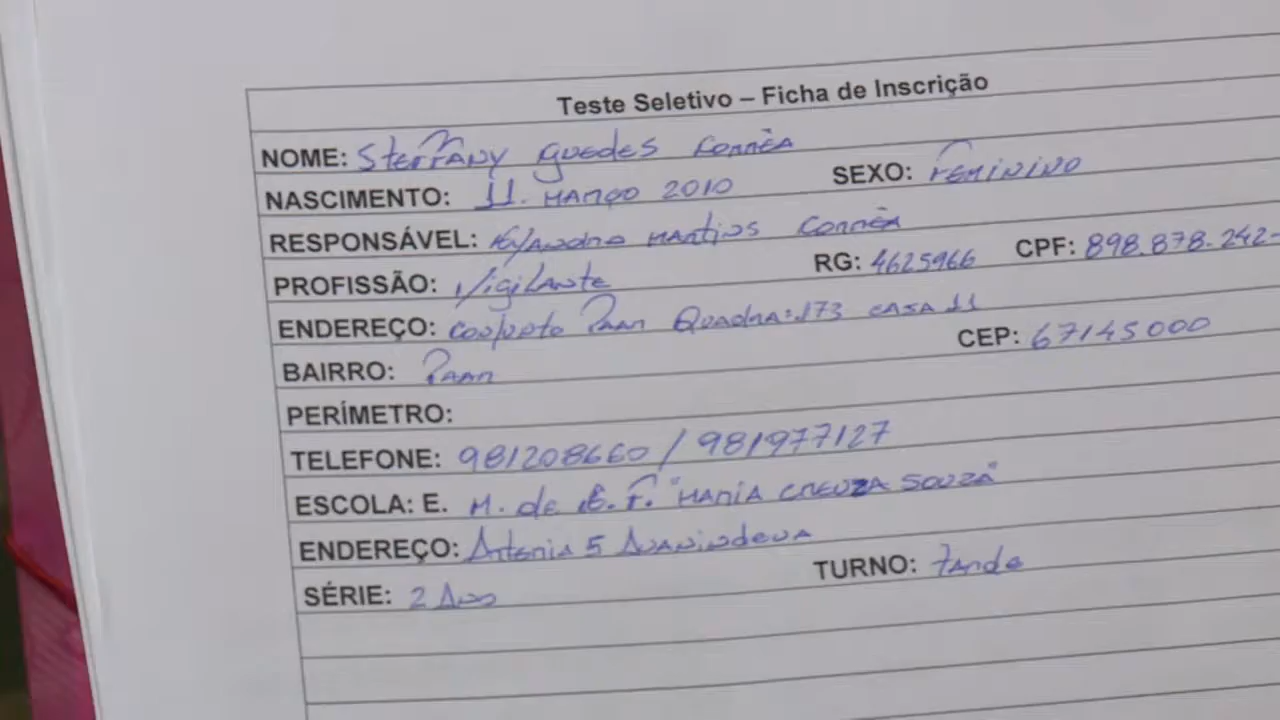 Teste Seletivo – Ficha de Inscrição
NOME: Steffany Guedes Corrêa
NASCIMENTO: 11. Março 2010 SEXO: Feminino
RESPONSÁVEL: Martins Corrêa
PROFISSÃO: Vigilante RG: 4625966 CPF: 898.878.242-
ENDEREÇO: Conjunto Paar Quadra: 173 casa 11
BAIRRO: Paar CEP: 67145000
PERÍMETRO:
TELEFONE: 981208660 / 981977127
ESCOLA: E. M. de E. F. "Maria Creuza Souza"
ENDEREÇO: Arteria 5 Ananindeua
SÉRIE: 2 Ano TURNO: Tarde